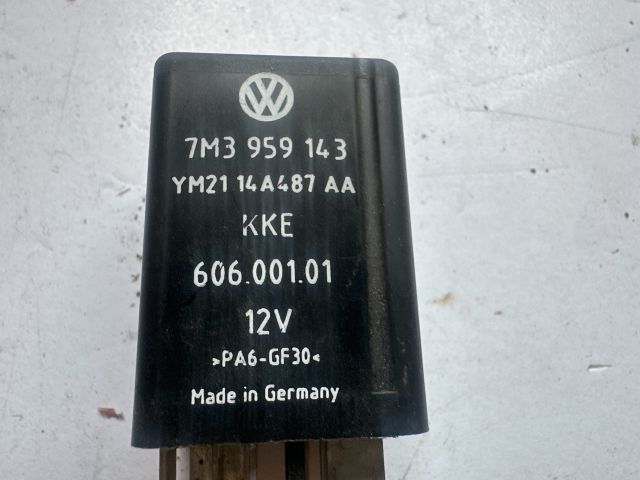 7M3 959 143
YM21 14A487 AA
KKE
606.001.01
12V
>PA6-GF30<
Made in Germany